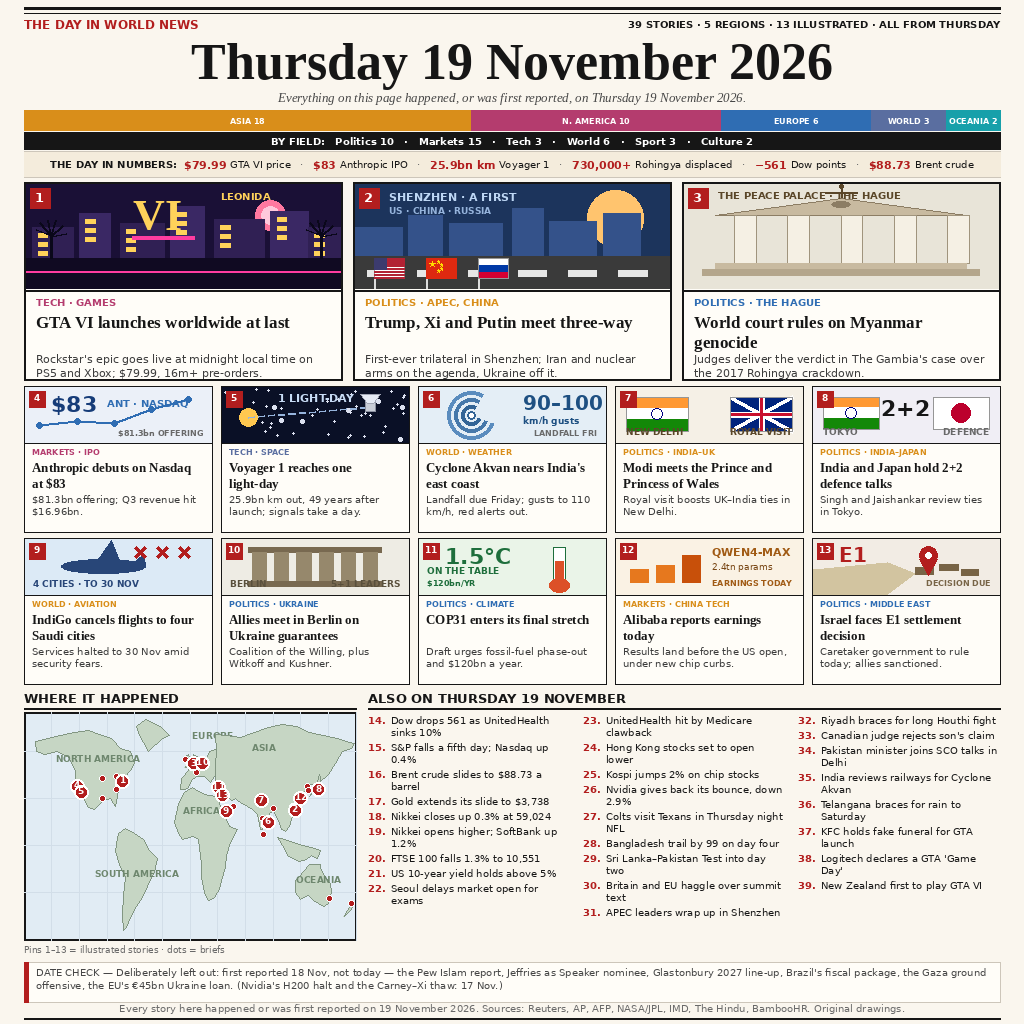 THE DAY IN WORLD NEWS
39 STORIES · 5 REGIONS · 13 ILLUSTRATED · ALL FROM THURSDAY
Thursday 19 November 2026
Everything on this page happened, or was first reported, on Thursday 19 November 2026.
ASIA 18
N. AMERICA 10
EUROPE 6
WORLD 3
OCEANIA 2
BY FIELD: Politics 10 · Markets 15 · Tech 3 · World 6 · Sport 3 · Culture 2
THE DAY IN NUMBERS: $79.99 GTA VI price · $83 Anthropic IPO · 25.9bn km Voyager 1 · 730,000+ Rohingya displaced · −561 Dow points · $88.73 Brent crude
1
LEONIDA
VI
TECH · GAMES
GTA VI launches worldwide at last
Rockstar's epic goes live at midnight local time on
PS5 and Xbox; $79.99, 16m+ pre-orders.
2
SHENZHEN · A FIRST
US · CHINA · RUSSIA
POLITICS · APEC, CHINA
Trump, Xi and Putin meet three-way
First-ever trilateral in Shenzhen; Iran and nuclear
arms on the agenda, Ukraine off it.
3
THE PEACE PALACE · THE HAGUE
POLITICS · THE HAGUE
World court rules on Myanmar
genocide
Judges deliver the verdict in The Gambia's case over
the 2017 Rohingya crackdown.
4
$83
ANT · NASDAQ
$81.3bn OFFERING
MARKETS · IPO
Anthropic debuts on Nasdaq
at $83
$81.3bn offering; Q3 revenue hit
$16.96bn.
5
1 LIGHT-DAY
TECH · SPACE
Voyager 1 reaches one
light-day
25.9bn km out, 49 years after
launch; signals take a day.
6
90–100
km/h gusts
LANDFALL FRI
WORLD · WEATHER
Cyclone Akvan nears India's
east coast
Landfall due Friday; gusts to 110
km/h, red alerts out.
7
NEW DELHI
ROYAL VISIT
POLITICS · INDIA–UK
Modi meets the Prince and
Princess of Wales
Royal visit boosts UK–India ties in
New Delhi.
8
2+2
TOKYO
DEFENCE
POLITICS · INDIA–JAPAN
India and Japan hold 2+2
defence talks
Singh and Jaishankar review ties
in Tokyo.
9
4 CITIES · TO 30 NOV
WORLD · AVIATION
IndiGo cancels flights to four
Saudi cities
Services halted to 30 Nov amid
security fears.
10
BERLIN
5+1 LEADERS
POLITICS · UKRAINE
Allies meet in Berlin on
Ukraine guarantees
Coalition of the Willing, plus
Witkoff and Kushner.
11
1.5°C
ON THE TABLE
$120bn/YR
POLITICS · CLIMATE
COP31 enters its final stretch
Draft urges fossil-fuel phase-out
and $120bn a year.
12
QWEN4-MAX
2.4tn params
EARNINGS TODAY
MARKETS · CHINA TECH
Alibaba reports earnings
today
Results land before the US open,
under new chip curbs.
13
E1
DECISION DUE
POLITICS · MIDDLE EAST
Israel faces E1 settlement
decision
Caretaker government to rule
today; allies sanctioned.
WHERE IT HAPPENED
EUROPE
ASIA
NORTH AMERICA
AFRICA
SOUTH AMERICA
OCEANIA
1
2
5
6
7
8
9
12
13
Pins 1–13 = illustrated stories · dots = briefs
ALSO ON THURSDAY 19 NOVEMBER
14. Dow drops 561 as UnitedHealth
sinks 10%
15. S&P falls a fifth day; Nasdaq up
0.4%
16. Brent crude slides to $88.73 a
barrel
17. Gold extends its slide to $3,738
18. Nikkei closes up 0.3% at 59,024
19. Nikkei opens higher; SoftBank up
1.2%
20. FTSE 100 falls 1.3% to 10,551
21. US 10-year yield holds above 5%
22. Seoul delays market open for
exams
23. UnitedHealth hit by Medicare
clawback
24. Hong Kong stocks set to open
lower
25. Kospi jumps 2% on chip stocks
26. Nvidia gives back its bounce, down
2.9%
27. Colts visit Texans in Thursday night
NFL
28. Bangladesh trail by 99 on day four
29. Sri Lanka–Pakistan Test into day
two
30. Britain and EU haggle over summit
text
31. APEC leaders wrap up in Shenzhen
32. Riyadh braces for long Houthi fight
33. Canadian judge rejects son's claim
34. Pakistan minister joins SCO talks in
Delhi
35. India reviews railways for Cyclone
Akvan
36. Telangana braces for rain to
Saturday
37. KFC holds fake funeral for GTA
launch
38. Logitech declares a GTA 'Game
Day'
39. New Zealand first to play GTA VI
DATE CHECK — Deliberately left out: first reported 18 Nov, not today — the Pew Islam report, Jeffries as Speaker nominee, Glastonbury 2027 line-up, Brazil's fiscal package, the Gaza ground
offensive, the EU's €45bn Ukraine loan. (Nvidia's H200 halt and the Carney–Xi thaw: 17 Nov.)
Every story here happened or was first reported on 19 November 2026. Sources: Reuters, AP, AFP, NASA/JPL, IMD, The Hindu, BambooHR. Original drawings.